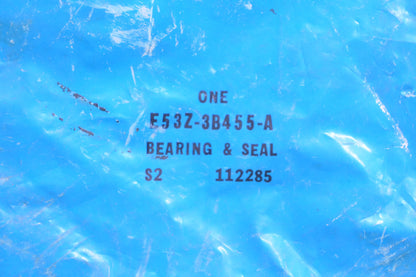 ONE
E53Z-3B455-A
BEARING & SEAL
S2 112285